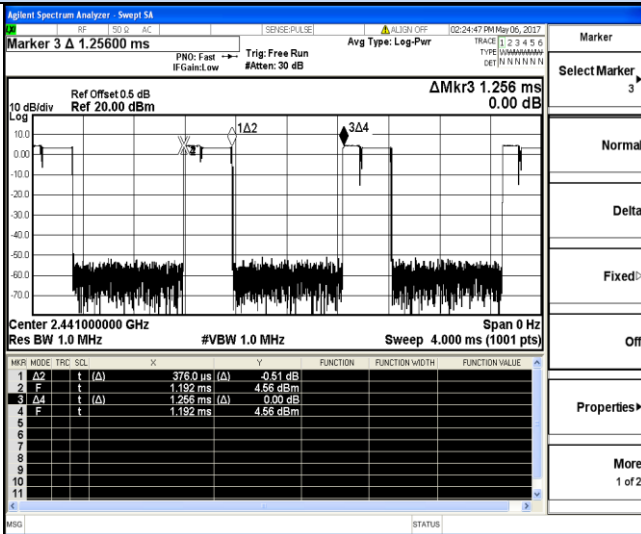 Agilent Spectrum Analyzer - Swept SA
RF 50 Ω AC SENSE:PULSE ALIGN OFF 02:24:47 PM May 06, 2017
Marker 3 Δ 1.25600 ms
PNO: Fast
IFGain:Low
Trig: Free Run
#Atten: 30 dB
Avg Type: Log-Pwr
TRACE 1 2 3 4 5 6
TYPE
DET N N N N N N
Marker
Select Marker
3
Normal
Delta
Fixed
Off
Properties
More
1 of 2
ΔMkr3 1.256 ms
0.00 dB
Ref Offset 0.5 dB
10 dB/div Ref 20.00 dBm
Log
10.0
0.00
-10.0
-20.0
-30.0
-40.0
-50.0
-60.0
-70.0
1Δ2
3Δ4
Center 2.441000000 GHz Span 0 Hz
Res BW 1.0 MHz #VBW 1.0 MHz Sweep 4.000 ms (1001 pts)
MKR MODE TRC SCL X Y FUNCTION FUNCTION WIDTH FUNCTION VALUE
1 Δ2 t (Δ) 376.0 µs (Δ) -0.51 dB
2 F t 1.192 ms 4.56 dBm
3 Δ4 t (Δ) 1.256 ms (Δ) 0.00 dB
4 F t 1.192 ms 4.56 dBm
5
6
7
8
9
10
11
MSG STATUS